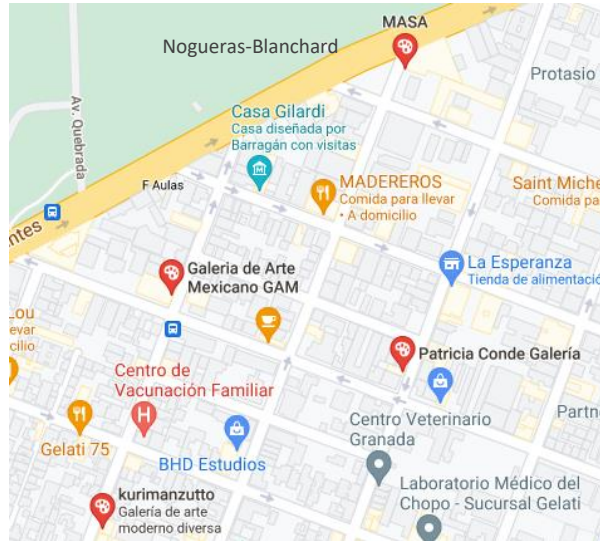 MASA
Nogueras-Blanchard
Protasio
Av. Quebrada
Casa Gilardi
Casa diseñada por
Barragán con visitas
F Aulas
MADEREROS
Comida para llevar
• A domicilio
Saint Miche
Comida pa
ntes
La Esperanza
Tienda de alimentació
Galeria de Arte
Mexicano GAM
Lou
evar
cilio
Patricia Conde Galería
Centro de
Vacunación Familiar
H
Partn
Centro Veterinario
Granada
Gelati 75
BHD Estudios
Laboratorio Médico del
Chopo - Sucursal Gelati
kurimanzutto
Galería de arte
moderno diversa